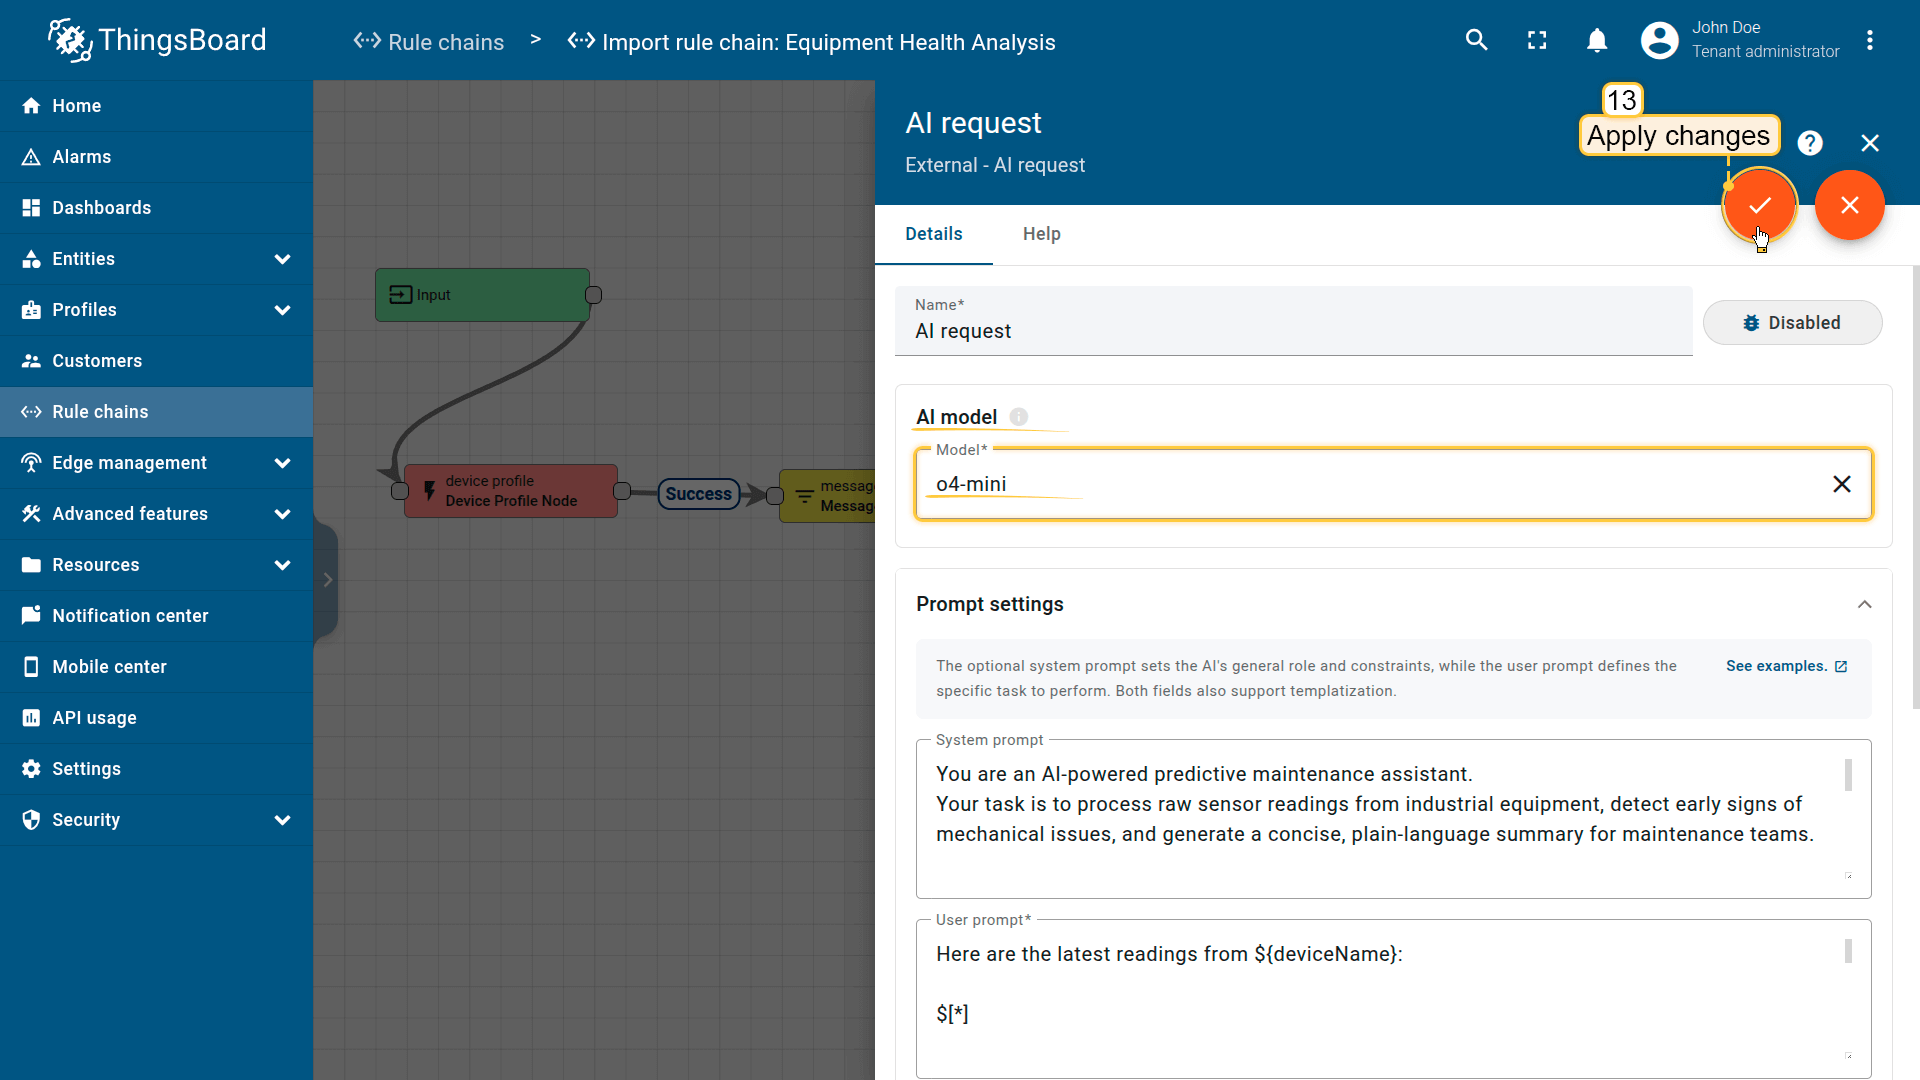 ThingsBoard
Rule chains > Import rule chain: Equipment Health Analysis
John Doe
Tenant administrator
Home
Alarms
Dashboards
Entities
Profiles
Customers
Rule chains
Edge management
Advanced features
Resources
Notification center
Mobile center
API usage
Settings
Security
Input
device profile
Device Profile Node
Success
messag
Messag
AI request
External - AI request
13
Apply changes
Details
Help
Name*
AI request
Disabled
AI model
Model*
o4-mini
Prompt settings
The optional system prompt sets the AI's general role and constraints, while the user prompt defines the
specific task to perform. Both fields also support templatization.
See examples.
System prompt
You are an AI-powered predictive maintenance assistant.
Your task is to process raw sensor readings from industrial equipment, detect early signs of
mechanical issues, and generate a concise, plain-language summary for maintenance teams.
User prompt*
Here are the latest readings from ${deviceName}:
$[*]